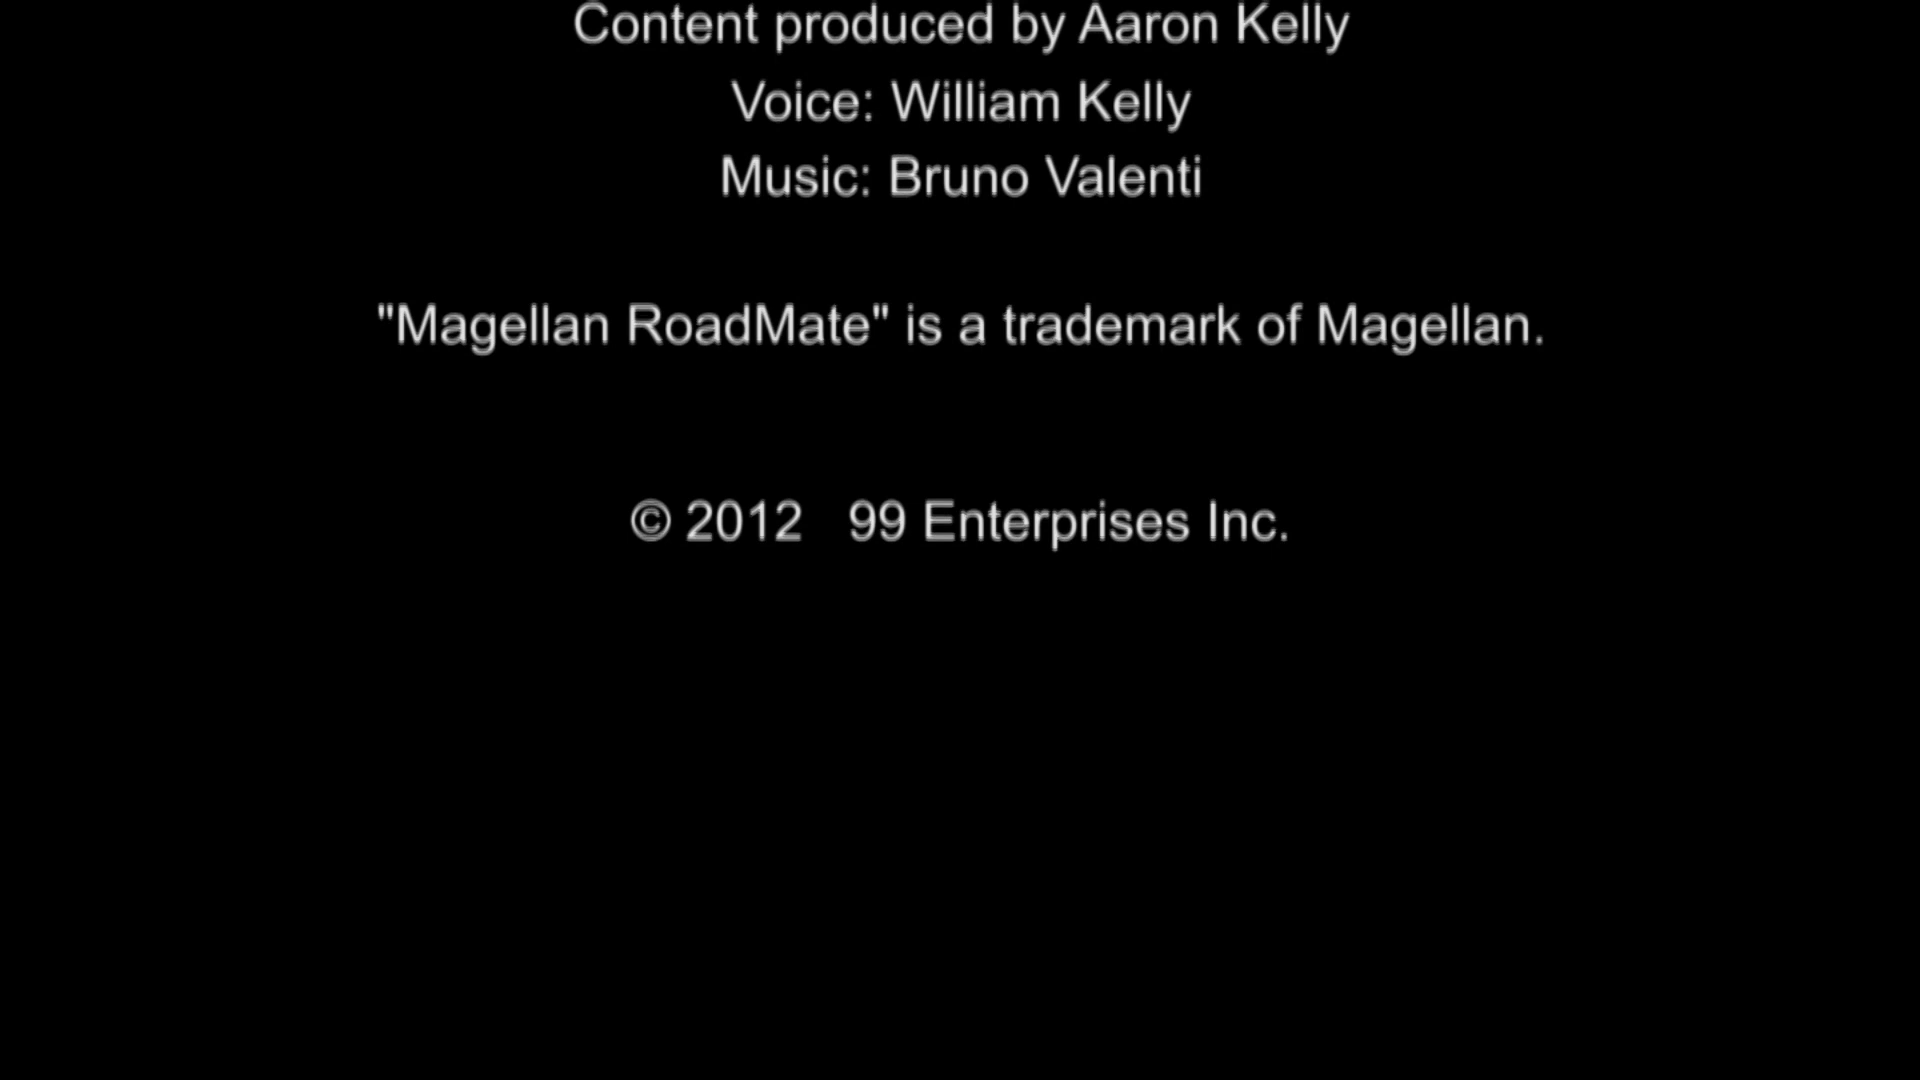 Content produced by Aaron Kelly
Voice: William Kelly
Music: Bruno Valenti
"Magellan RoadMate" is a trademark of Magellan.
© 2012   99 Enterprises Inc.